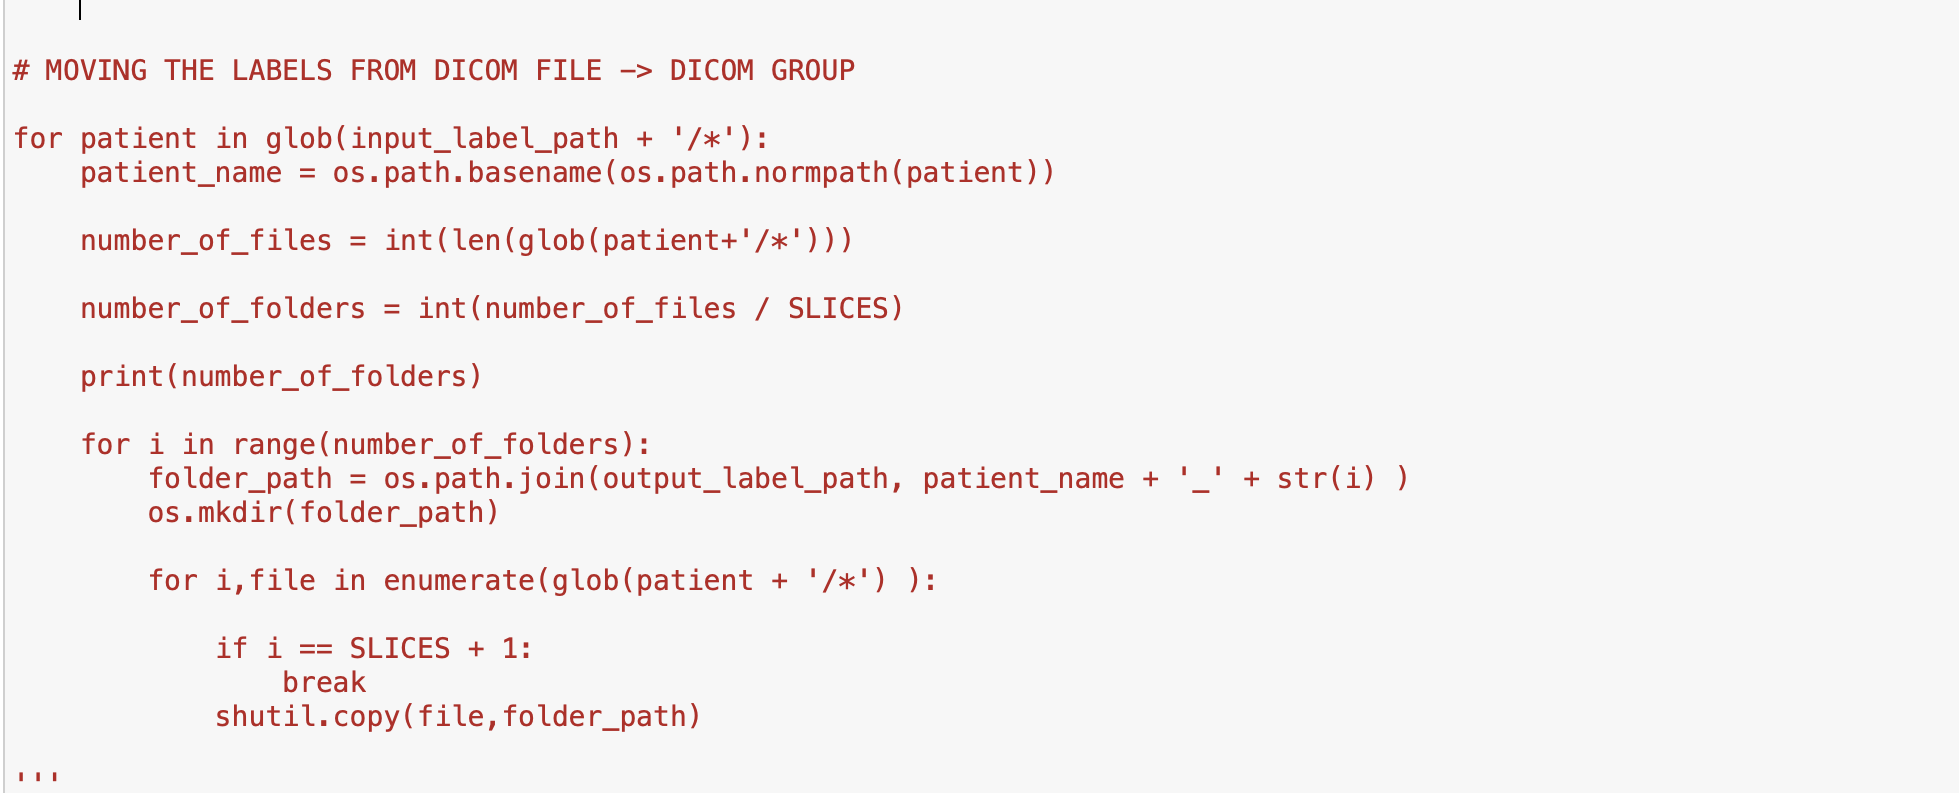 # MOVING THE LABELS FROM DICOM FILE -> DICOM GROUP
for patient in glob(input_label_path + '/*'):
    patient_name = os.path.basename(os.path.normpath(patient))
    number_of_files = int(len(glob(patient+'/*')))
    number_of_folders = int(number_of_files / SLICES)
    print(number_of_folders)
    for i in range(number_of_folders):
        folder_path = os.path.join(output_label_path, patient_name + '_' + str(i) )
        os.mkdir(folder_path)
        for i,file in enumerate(glob(patient + '/*') ):
            if i == SLICES + 1:
                break
            shutil.copy(file,folder_path)
'''